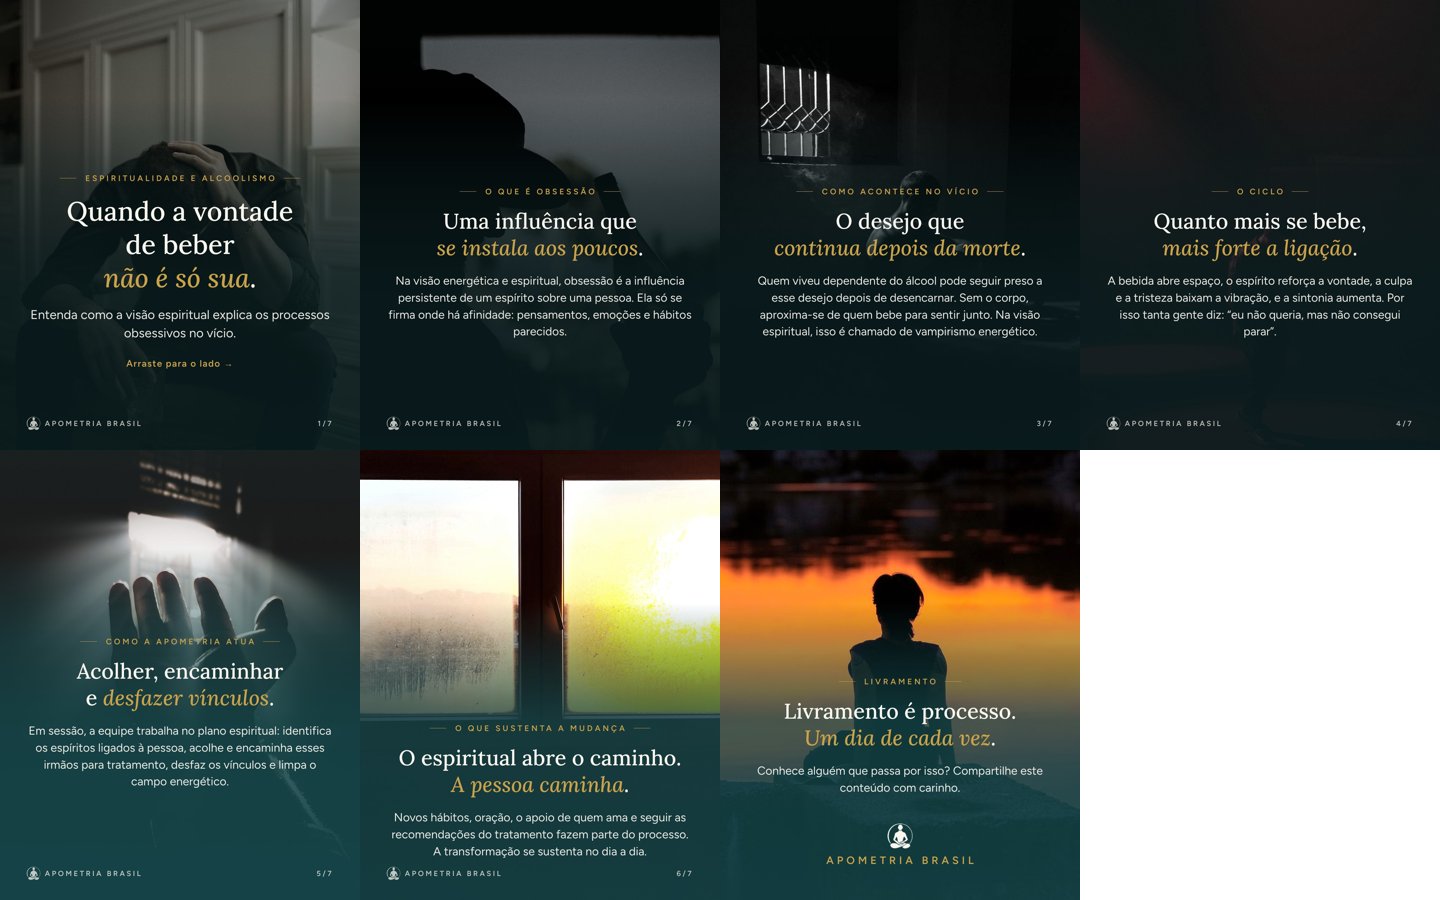 ESPIRITUALIDADE E ALCOOLISMO
Quando a vontade
de beber
não é só sua.
Entenda como a visão espiritual explica os processos
obsessivos no vício.
Arraste para o lado →
APOMETRIA BRASIL
1/7
O QUE É OBSESSÃO
Uma influência que
se instala aos poucos.
Na visão energética e espiritual, obsessão é a influência
persistente de um espírito sobre uma pessoa. Ela só se
firma onde há afinidade: pensamentos, emoções e hábitos
parecidos.
APOMETRIA BRASIL
2/7
COMO ACONTECE NO VÍCIO
O desejo que
continua depois da morte.
Quem viveu dependente do álcool pode seguir preso a
esse desejo depois de desencarnar. Sem o corpo,
aproxima-se de quem bebe para sentir junto. Na visão
espiritual, isso é chamado de vampirismo energético.
APOMETRIA BRASIL
3/7
O CICLO
Quanto mais se bebe,
mais forte a ligação.
A bebida abre espaço, o espírito reforça a vontade, a culpa
e a tristeza baixam a vibração, e a sintonia aumenta. Por
isso tanta gente diz: “eu não queria, mas não consegui
parar”.
APOMETRIA BRASIL
4/7
COMO A APOMETRIA ATUA
Acolher, encaminhar
e desfazer vínculos.
Em sessão, a equipe trabalha no plano espiritual: identifica
os espíritos ligados à pessoa, acolhe e encaminha esses
irmãos para tratamento, desfaz os vínculos e limpa o
campo energético.
APOMETRIA BRASIL
5/7
O QUE SUSTENTA A MUDANÇA
O espiritual abre o caminho.
A pessoa caminha.
Novos hábitos, oração, o apoio de quem ama e seguir as
recomendações do tratamento fazem parte do processo.
A transformação se sustenta no dia a dia.
APOMETRIA BRASIL
6/7
LIVRAMENTO
Livramento é processo.
Um dia de cada vez.
Conhece alguém que passa por isso? Compartilhe este
conteúdo com carinho.
APOMETRIA BRASIL